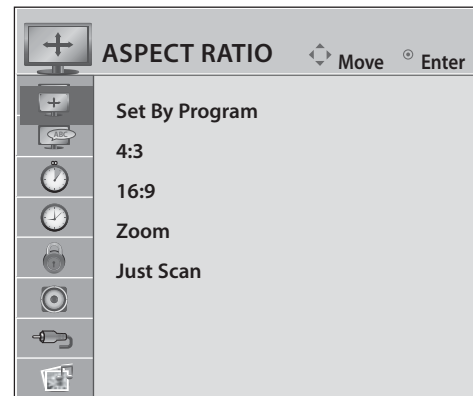 ASPECT RATIO Move Enter
ABC
Set By Program
4:3
16:9
Zoom
Just Scan